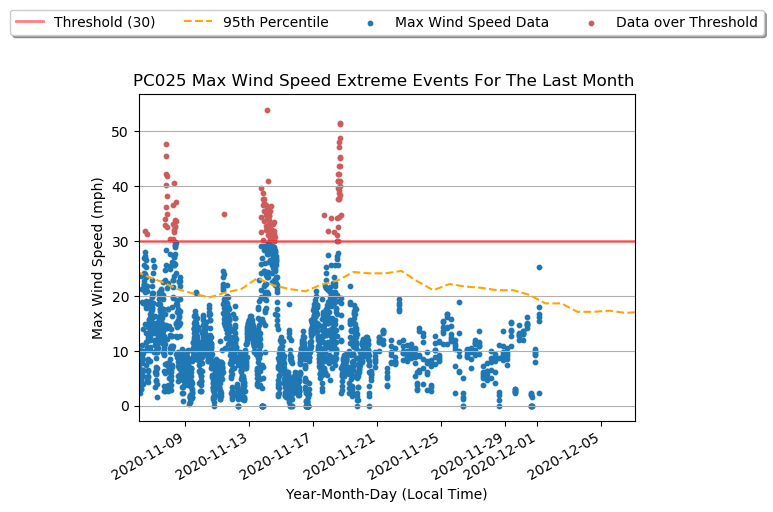 Threshold (30) 95th Percentile Max Wind Speed Data Data over Threshold
PC025 Max Wind Speed Extreme Events For The Last Month
Max Wind Speed (mph)
50
40
30
20
10
0
2020-11-09 2020-11-13 2020-11-17 2020-11-21 2020-11-25 2020-11-29 2020-12-01 2020-12-05
Year-Month-Day (Local Time)